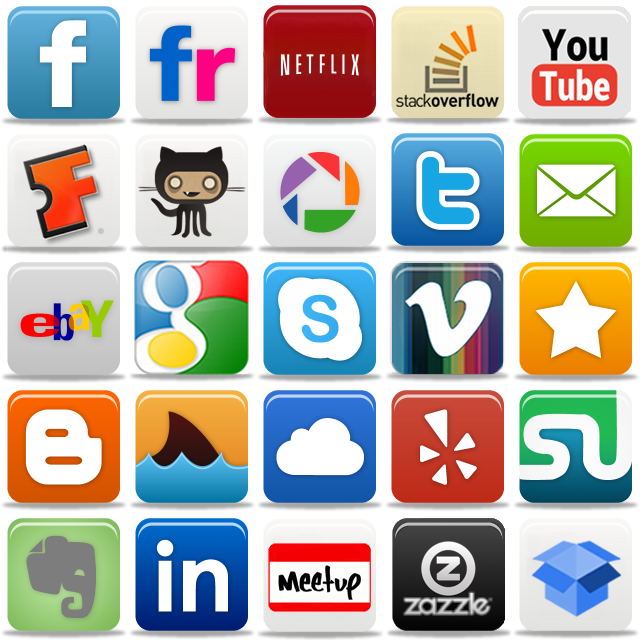 f
fr
NETFLIX
stackoverflow
You
Tube
F
t
ebay
g
S
v
B
SU
in
Meetup
Z
zazzle